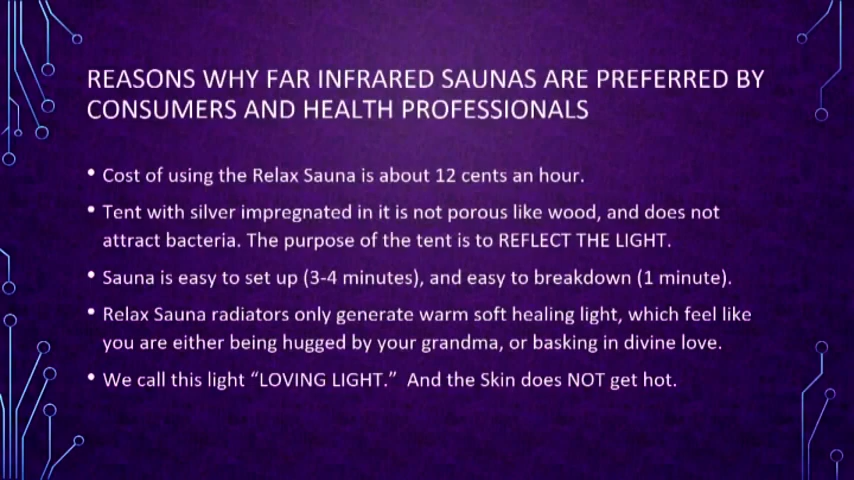 REASONS WHY FAR INFRARED SAUNAS ARE PREFERRED BY
CONSUMERS AND HEALTH PROFESSIONALS
• Cost of using the Relax Sauna is about 12 cents an hour.
• Tent with silver impregnated in it is not porous like wood, and does not
attract bacteria. The purpose of the tent is to REFLECT THE LIGHT.
• Sauna is easy to set up (3-4 minutes), and easy to breakdown (1 minute).
• Relax Sauna radiators only generate warm soft healing light, which feel like
you are either being hugged by your grandma, or basking in divine love.
• We call this light “LOVING LIGHT.” And the Skin does NOT get hot.